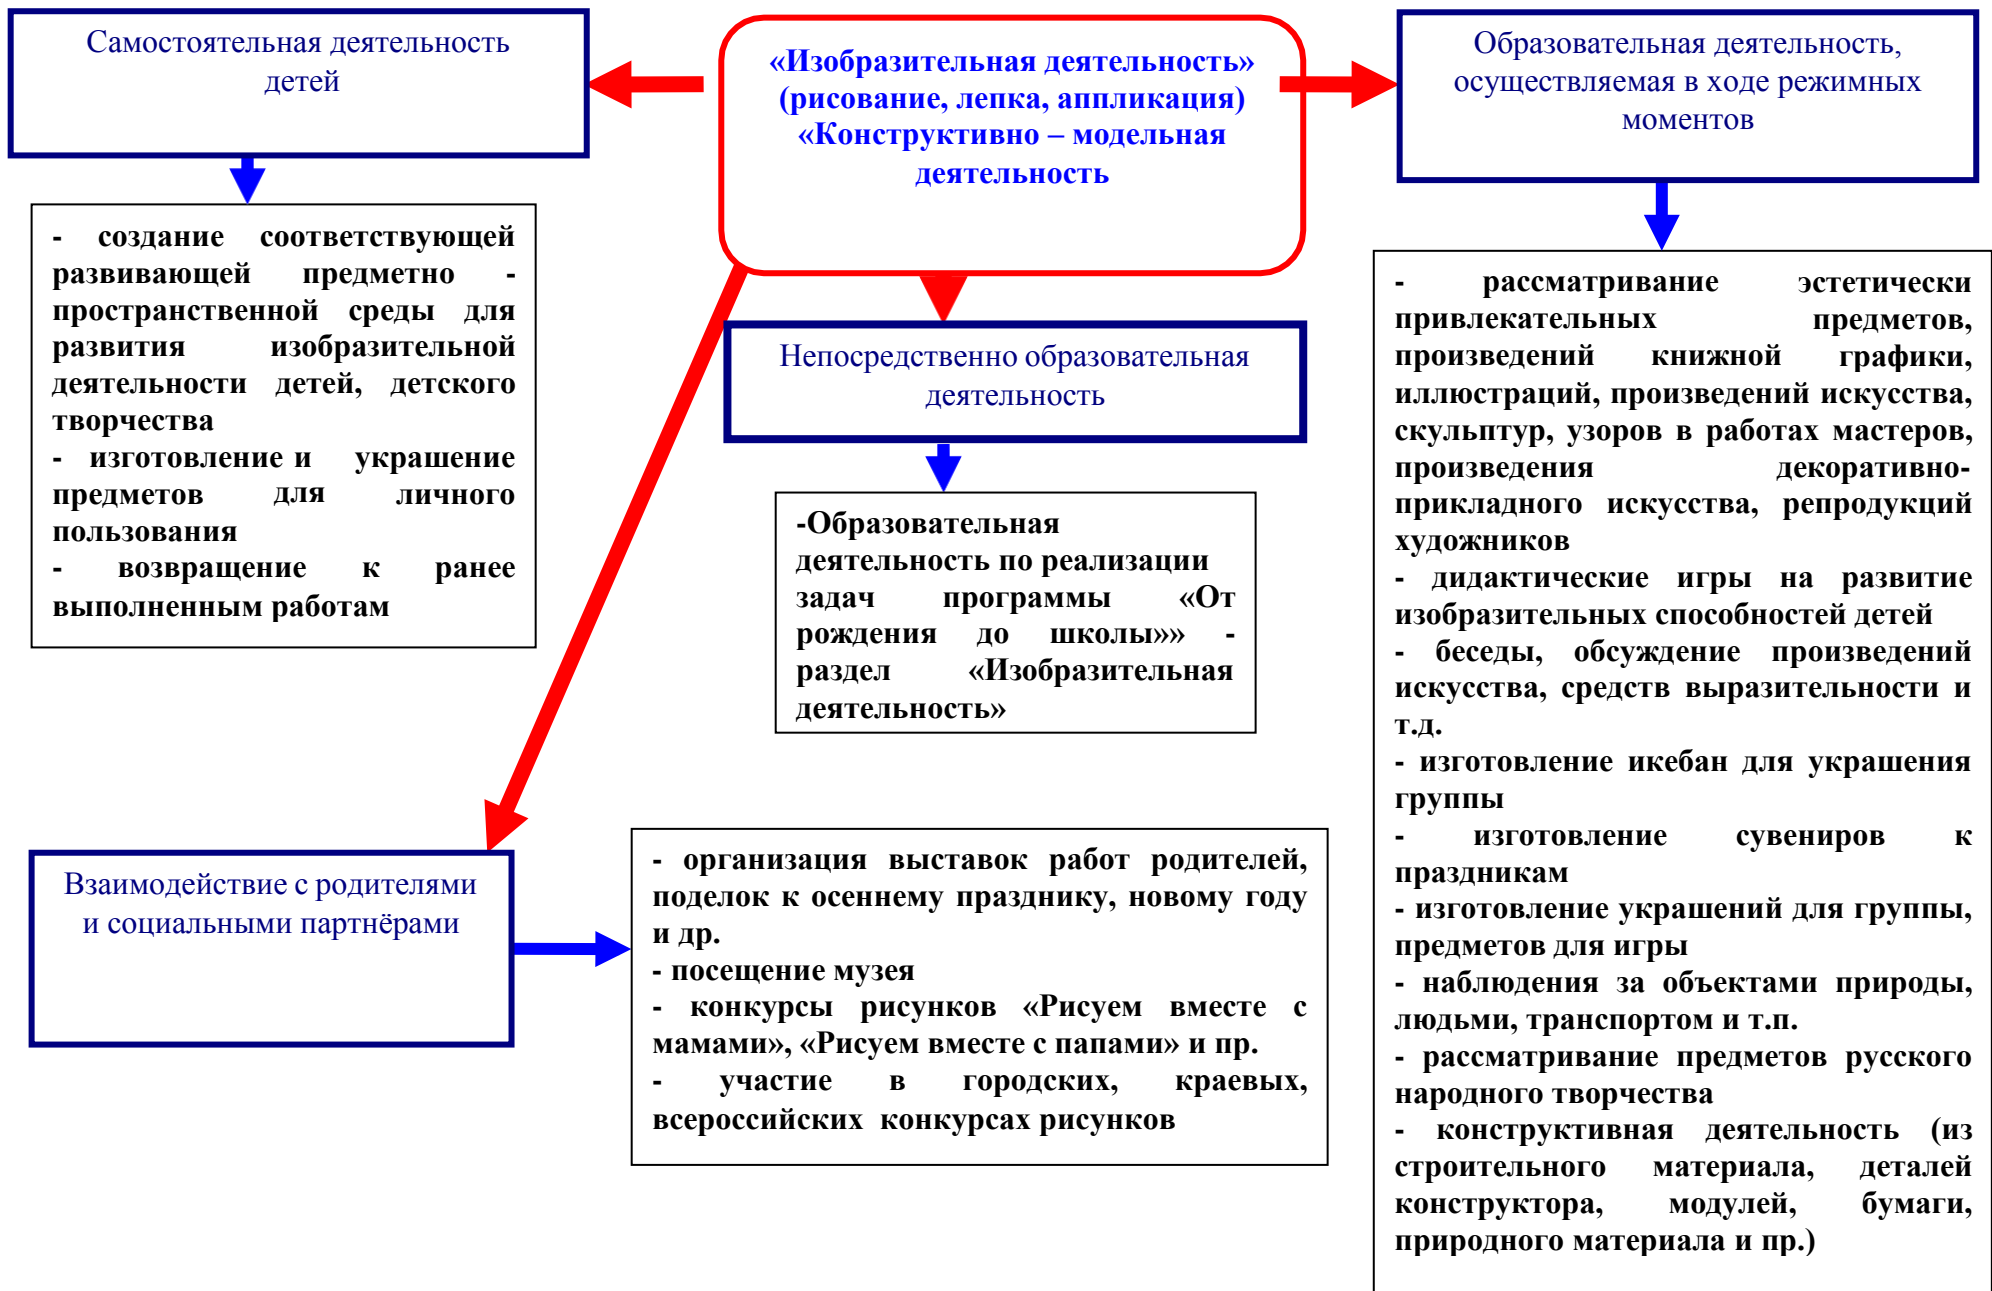 Самостоятельная деятельность
детей
«Изобразительная деятельность»
(рисование, лепка, аппликация)
«Конструктивно – модельная
деятельность
Образовательная деятельность,
осуществляемая в ходе режимных
моментов
- создание соответствующей
развивающей предметно -
пространственной среды для
развития изобразительной
деятельности детей, детского
творчества
- изготовление и украшение
предметов для личного
пользования
- возвращение к ранее
выполненным работам
Непосредственно образовательная
деятельность
-Образовательная
деятельность по реализации
задач программы «От
рождения до школы»» -
раздел «Изобразительная
деятельность»
- рассматривание эстетически
привлекательных предметов,
произведений книжной графики,
иллюстраций, произведений искусства,
скульптур, узоров в работах мастеров,
произведения декоративно-
прикладного искусства, репродукций
художников
- дидактические игры на развитие
изобразительных способностей детей
- беседы, обсуждение произведений
искусства, средств выразительности и
т.д.
- изготовление икебан для украшения
группы
- изготовление сувениров к
праздникам
- изготовление украшений для группы,
предметов для игры
- наблюдения за объектами природы,
людьми, транспортом и т.п.
- рассматривание предметов русского
народного творчества
- конструктивная деятельность (из
строительного материала, деталей
конструктора, модулей, бумаги,
природного материала и пр.)
Взаимодействие с родителями
и социальными партнёрами
- организация выставок работ родителей,
поделок к осеннему празднику, новому году
и др.
- посещение музея
- конкурсы рисунков «Рисуем вместе с
мамами», «Рисуем вместе с папами» и пр.
- участие в городских, краевых,
всероссийских конкурсах рисунков